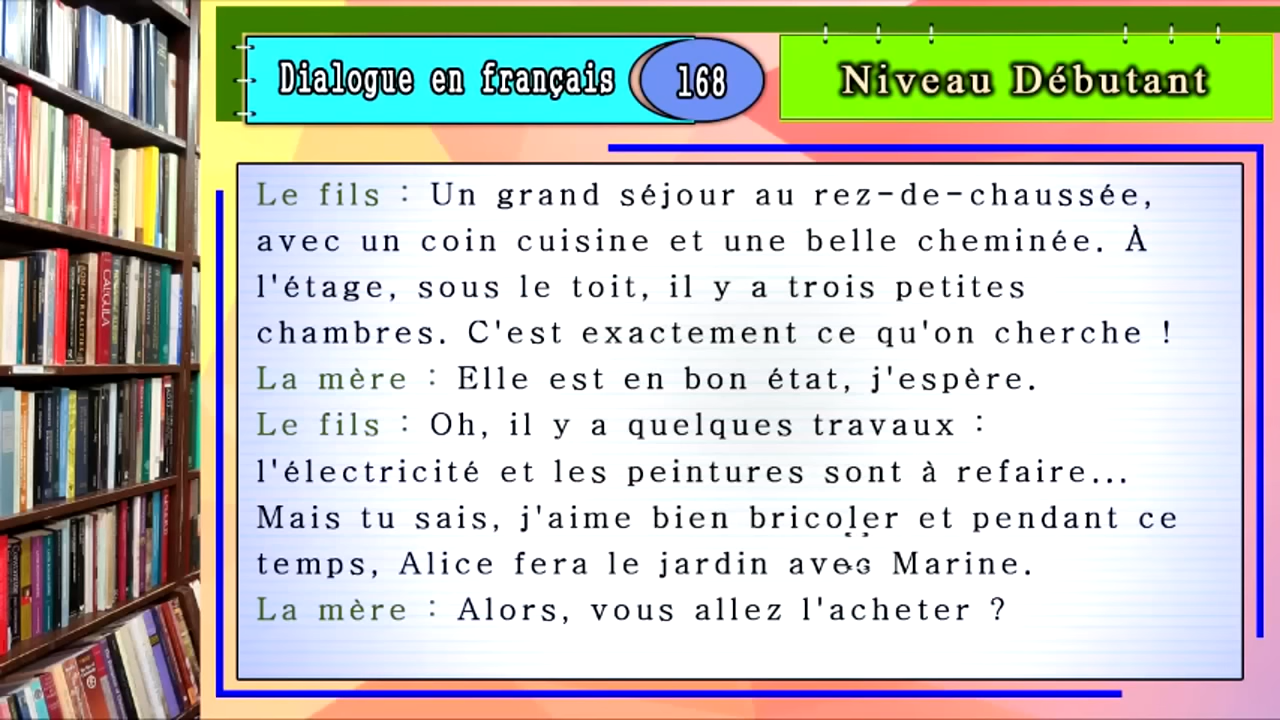 Dialogue en français
168
Niveau Débutant
Le fils : Un grand séjour au rez-de-chaussée,
avec un coin cuisine et une belle cheminée. À
l'étage, sous le toit, il y a trois petites
chambres. C'est exactement ce qu'on cherche !
La mère : Elle est en bon état, j'espère.
Le fils : Oh, il y a quelques travaux :
l'électricité et les peintures sont à refaire...
Mais tu sais, j'aime bien bricoler et pendant ce
temps, Alice fera le jardin avec Marine.
La mère : Alors, vous allez l'acheter ?
CALIGULA
ROMAN REALITIES